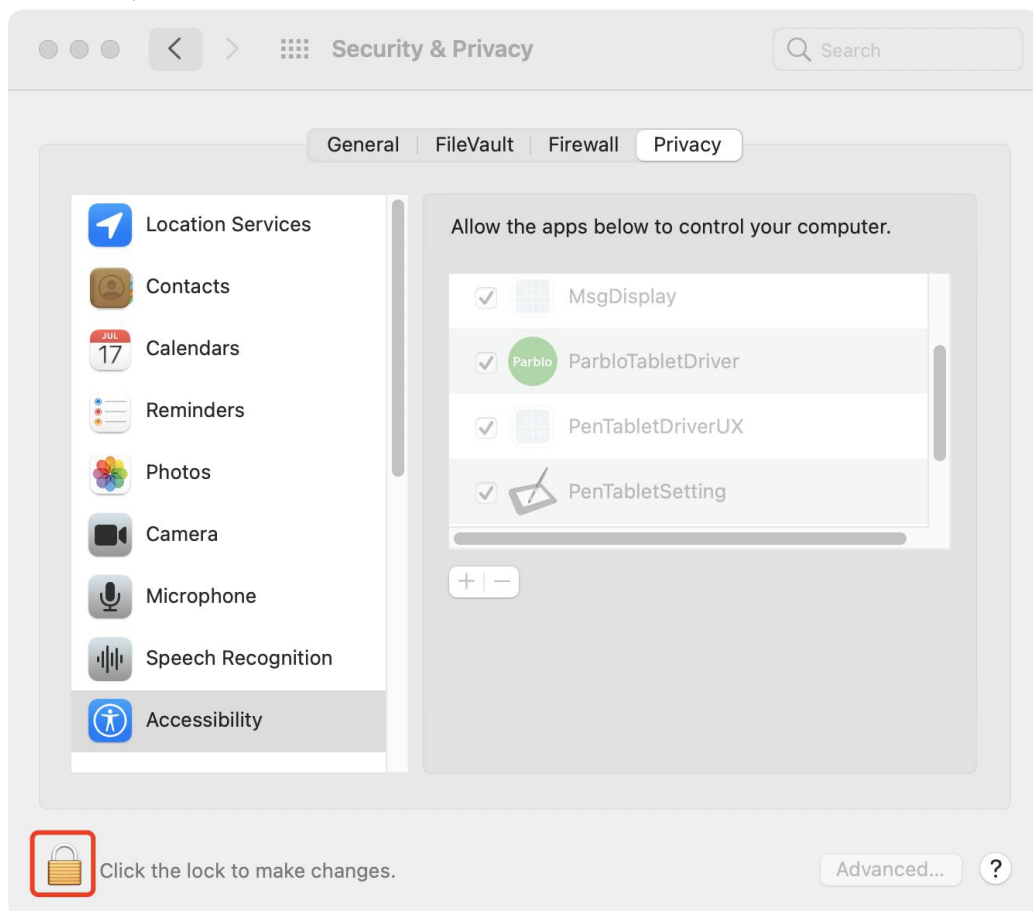 Security & Privacy
Search
General
FileVault
Firewall
Privacy
Location Services
Contacts
JUL
17
Calendars
Reminders
Photos
Camera
Microphone
Speech Recognition
Accessibility
Allow the apps below to control your computer.
MsgDisplay
Parblo
ParbloTabletDriver
PenTabletDriverUX
PenTabletSetting
+
−
Click the lock to make changes.
Advanced...
?